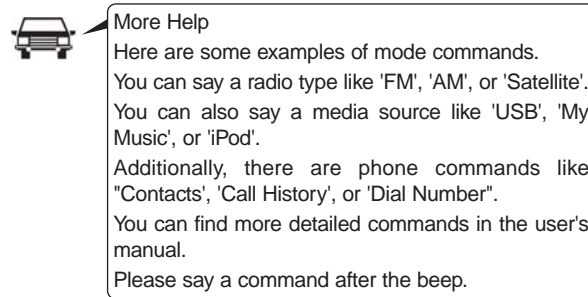 More Help
Here are some examples of mode commands.
You can say a radio type like 'FM', 'AM', or 'Satellite'.
You can also say a media source like 'USB', 'My
Music', or 'iPod'.
Additionally, there are phone commands like
"Contacts', 'Call History', or 'Dial Number".
You can find more detailed commands in the user's
manual.
Please say a command after the beep.